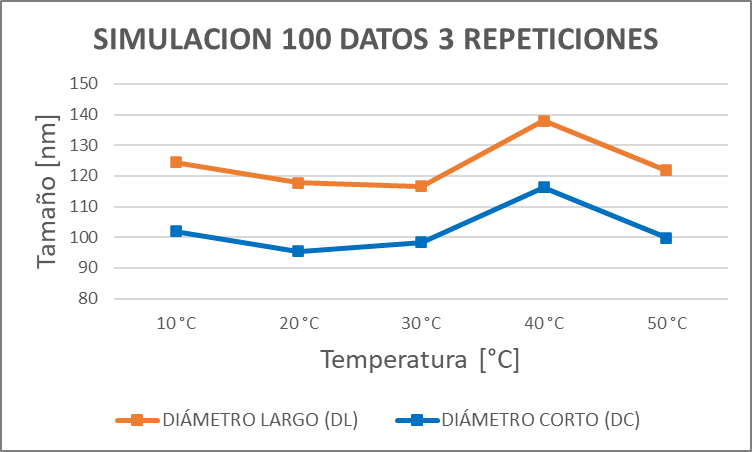 SIMULACION 100 DATOS 3 REPETICIONES
150
140
130
120
110
100
90
80
Tamaño [nm]
10°C 20°C 30°C 40°C 50°C
Temperatura [°C]
DIÁMETRO LARGO (DL) DIÁMETRO CORTO (DC)